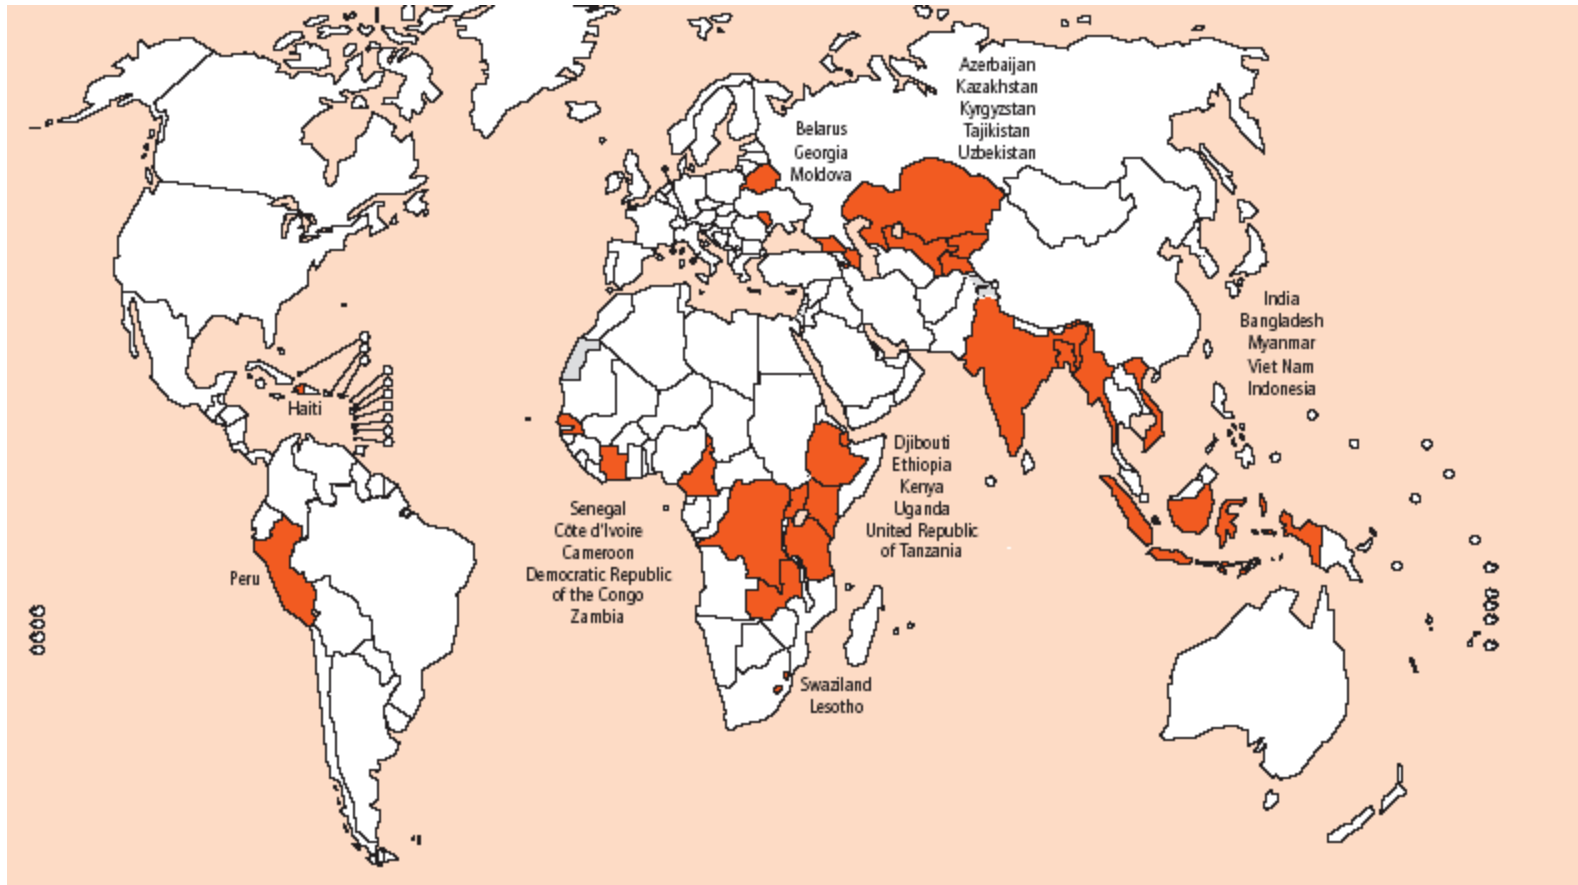 Azerbaijan
Kazakhstan
Kyrgyzstan
Tajikistan
Uzbekistan
Belarus
Georgia
Moldova
India
Bangladesh
Myanmar
Viet Nam
Indonesia
Haiti
Djibouti
Ethiopia
Kenya
Uganda
United Republic
of Tanzania
Senegal
Côte d'Ivoire
Cameroon
Democratic Republic
of the Congo
Zambia
Peru
Swaziland
Lesotho